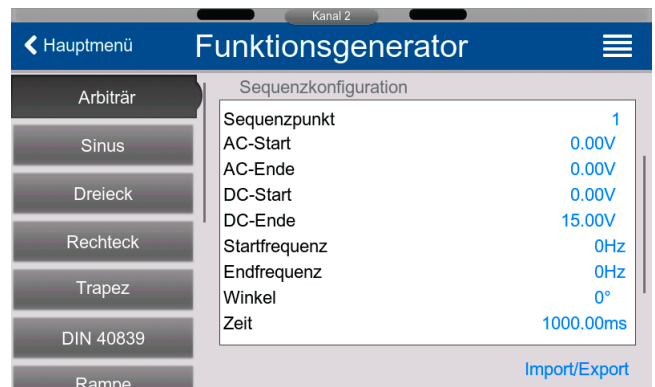 Kanal 2
Hauptmenü
Funktionsgenerator
Arbiträr
Sinus
Dreieck
Rechteck
Trapez
DIN 40839
Rampe
Sequenzkonfiguration
Sequenzpunkt 1
AC-Start 0.00V
AC-Ende 0.00V
DC-Start 0.00V
DC-Ende 15.00V
Startfrequenz 0Hz
Endfrequenz 0Hz
Winkel 0°
Zeit 1000.00ms
Import/Export